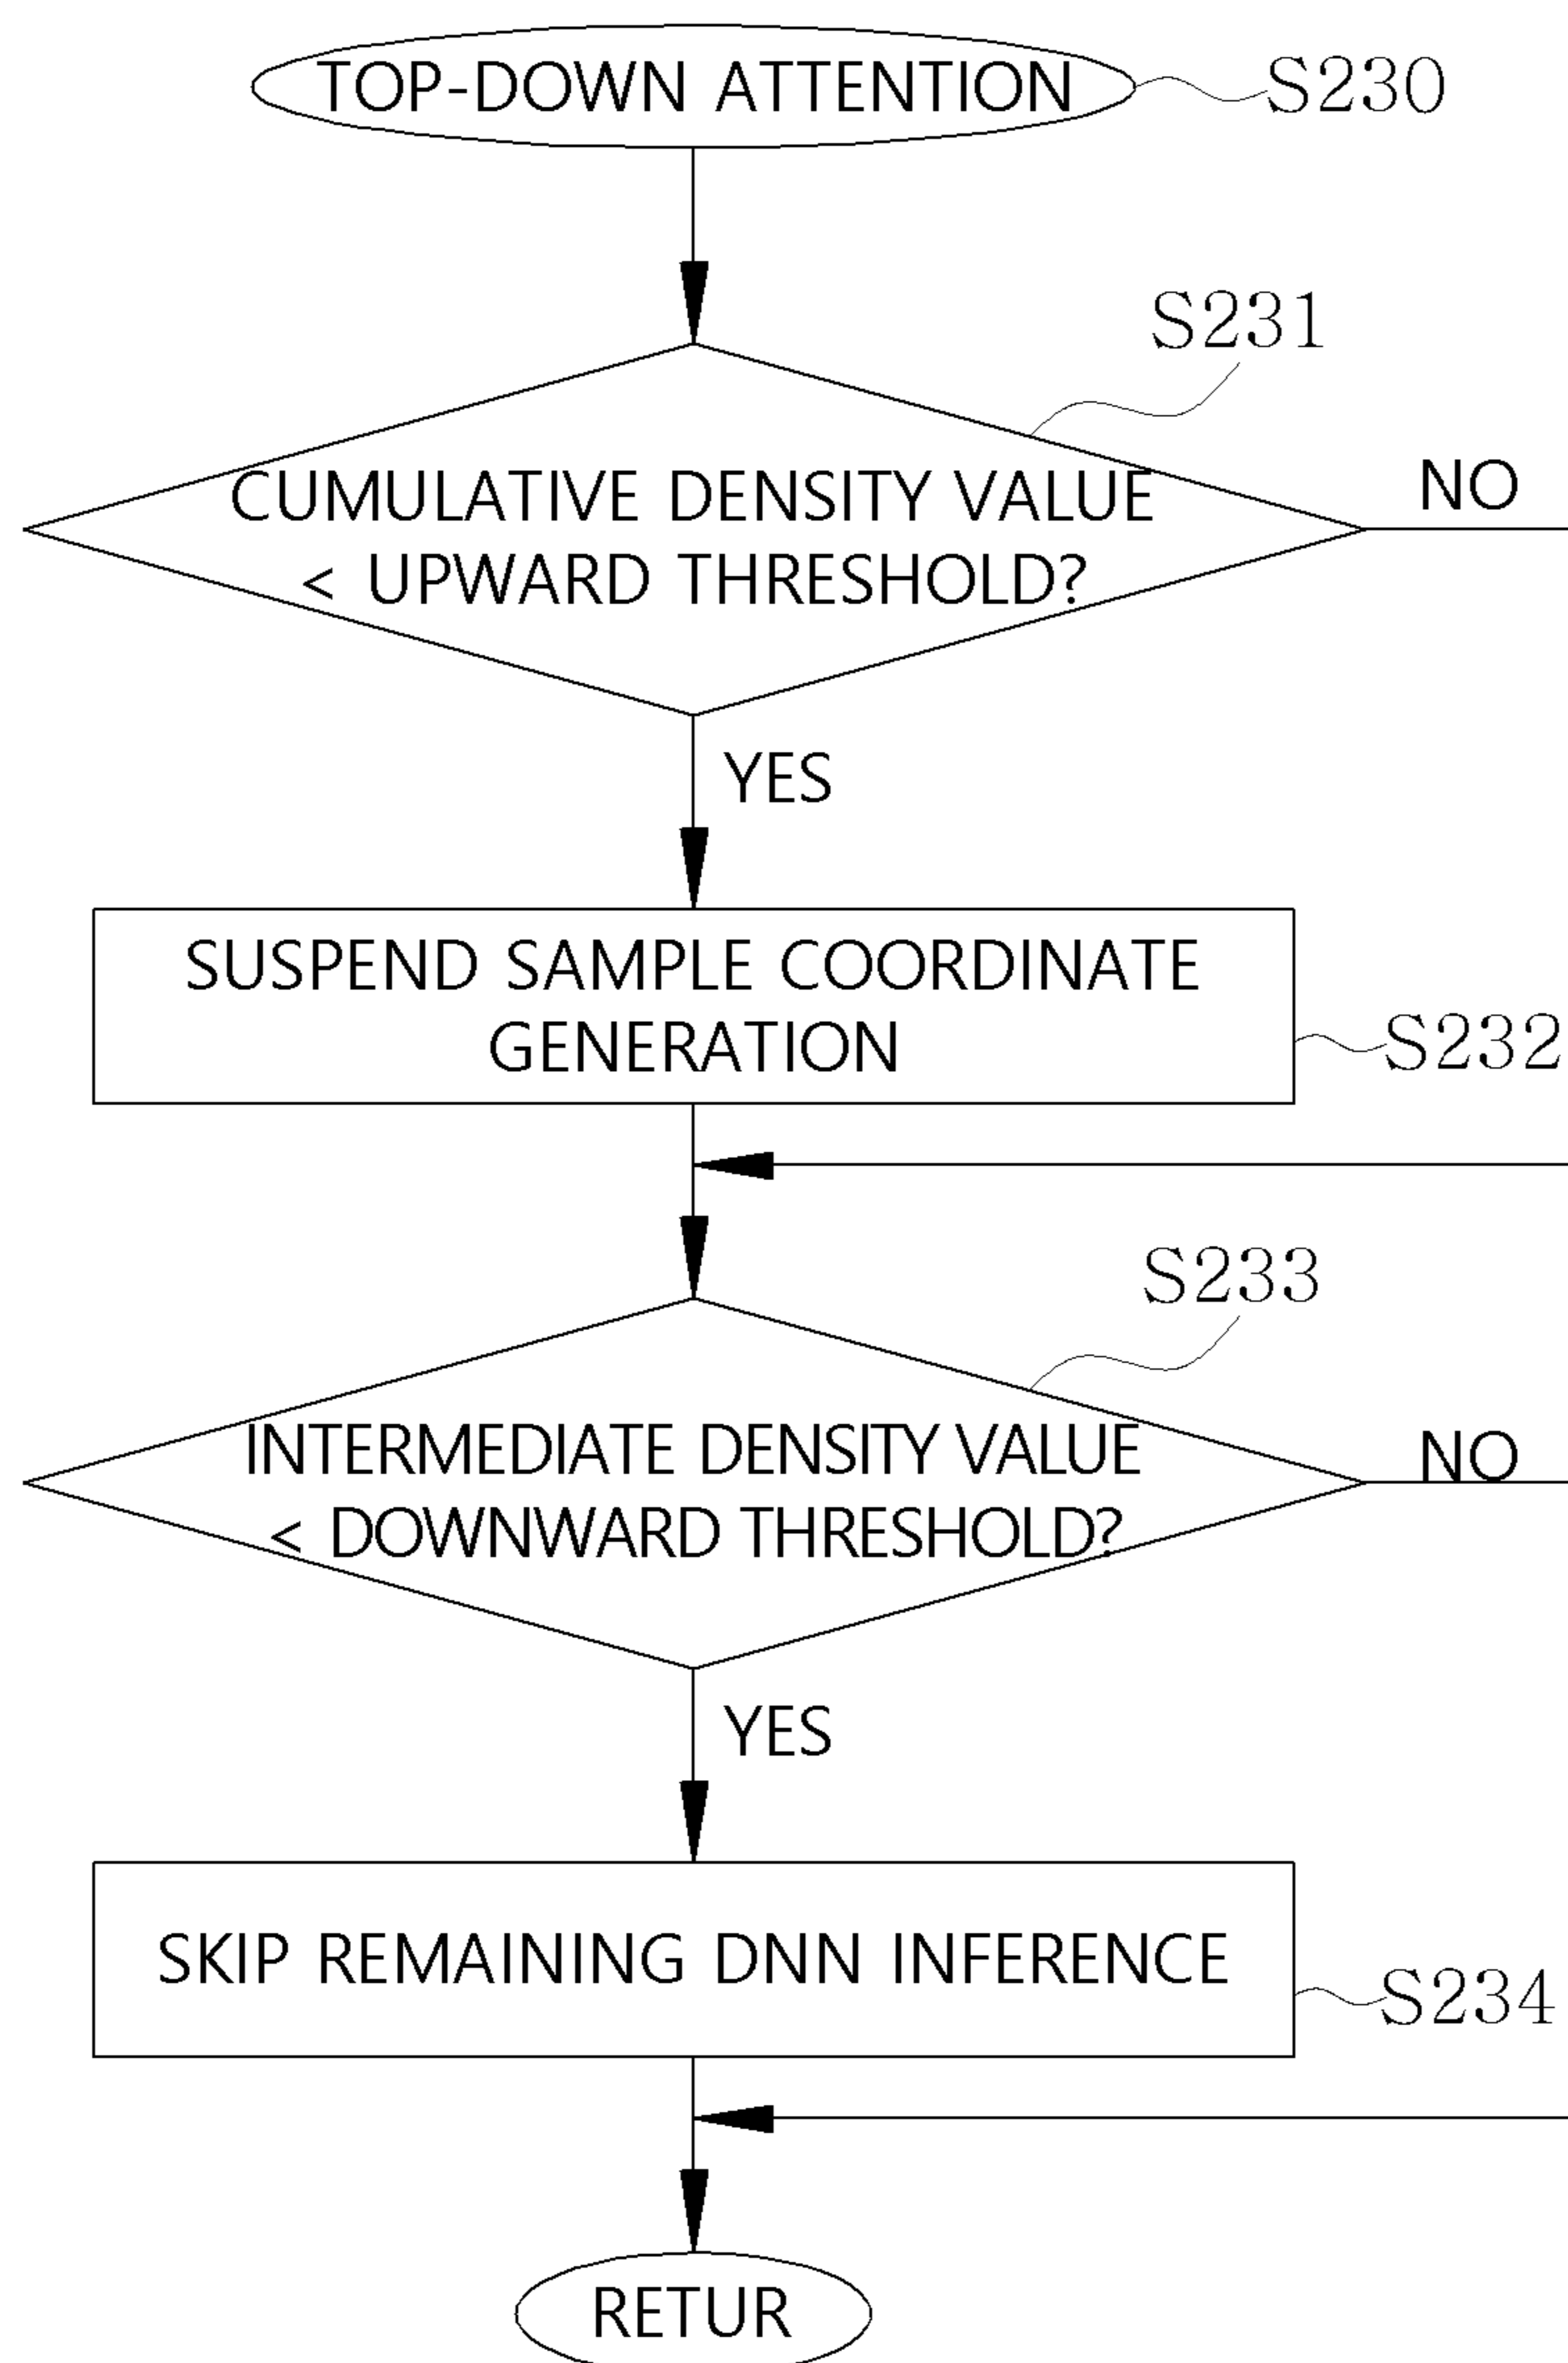 TOP-DOWN ATTENTION
S230
S231
CUMULATIVE DENSITY VALUE
< UPWARD THRESHOLD?
NO
YES
SUSPEND SAMPLE COORDINATE
GENERATION
S232
S233
INTERMEDIATE DENSITY VALUE
< DOWNWARD THRESHOLD?
NO
YES
SKIP REMAINING DNN INFERENCE
S234
RETUR